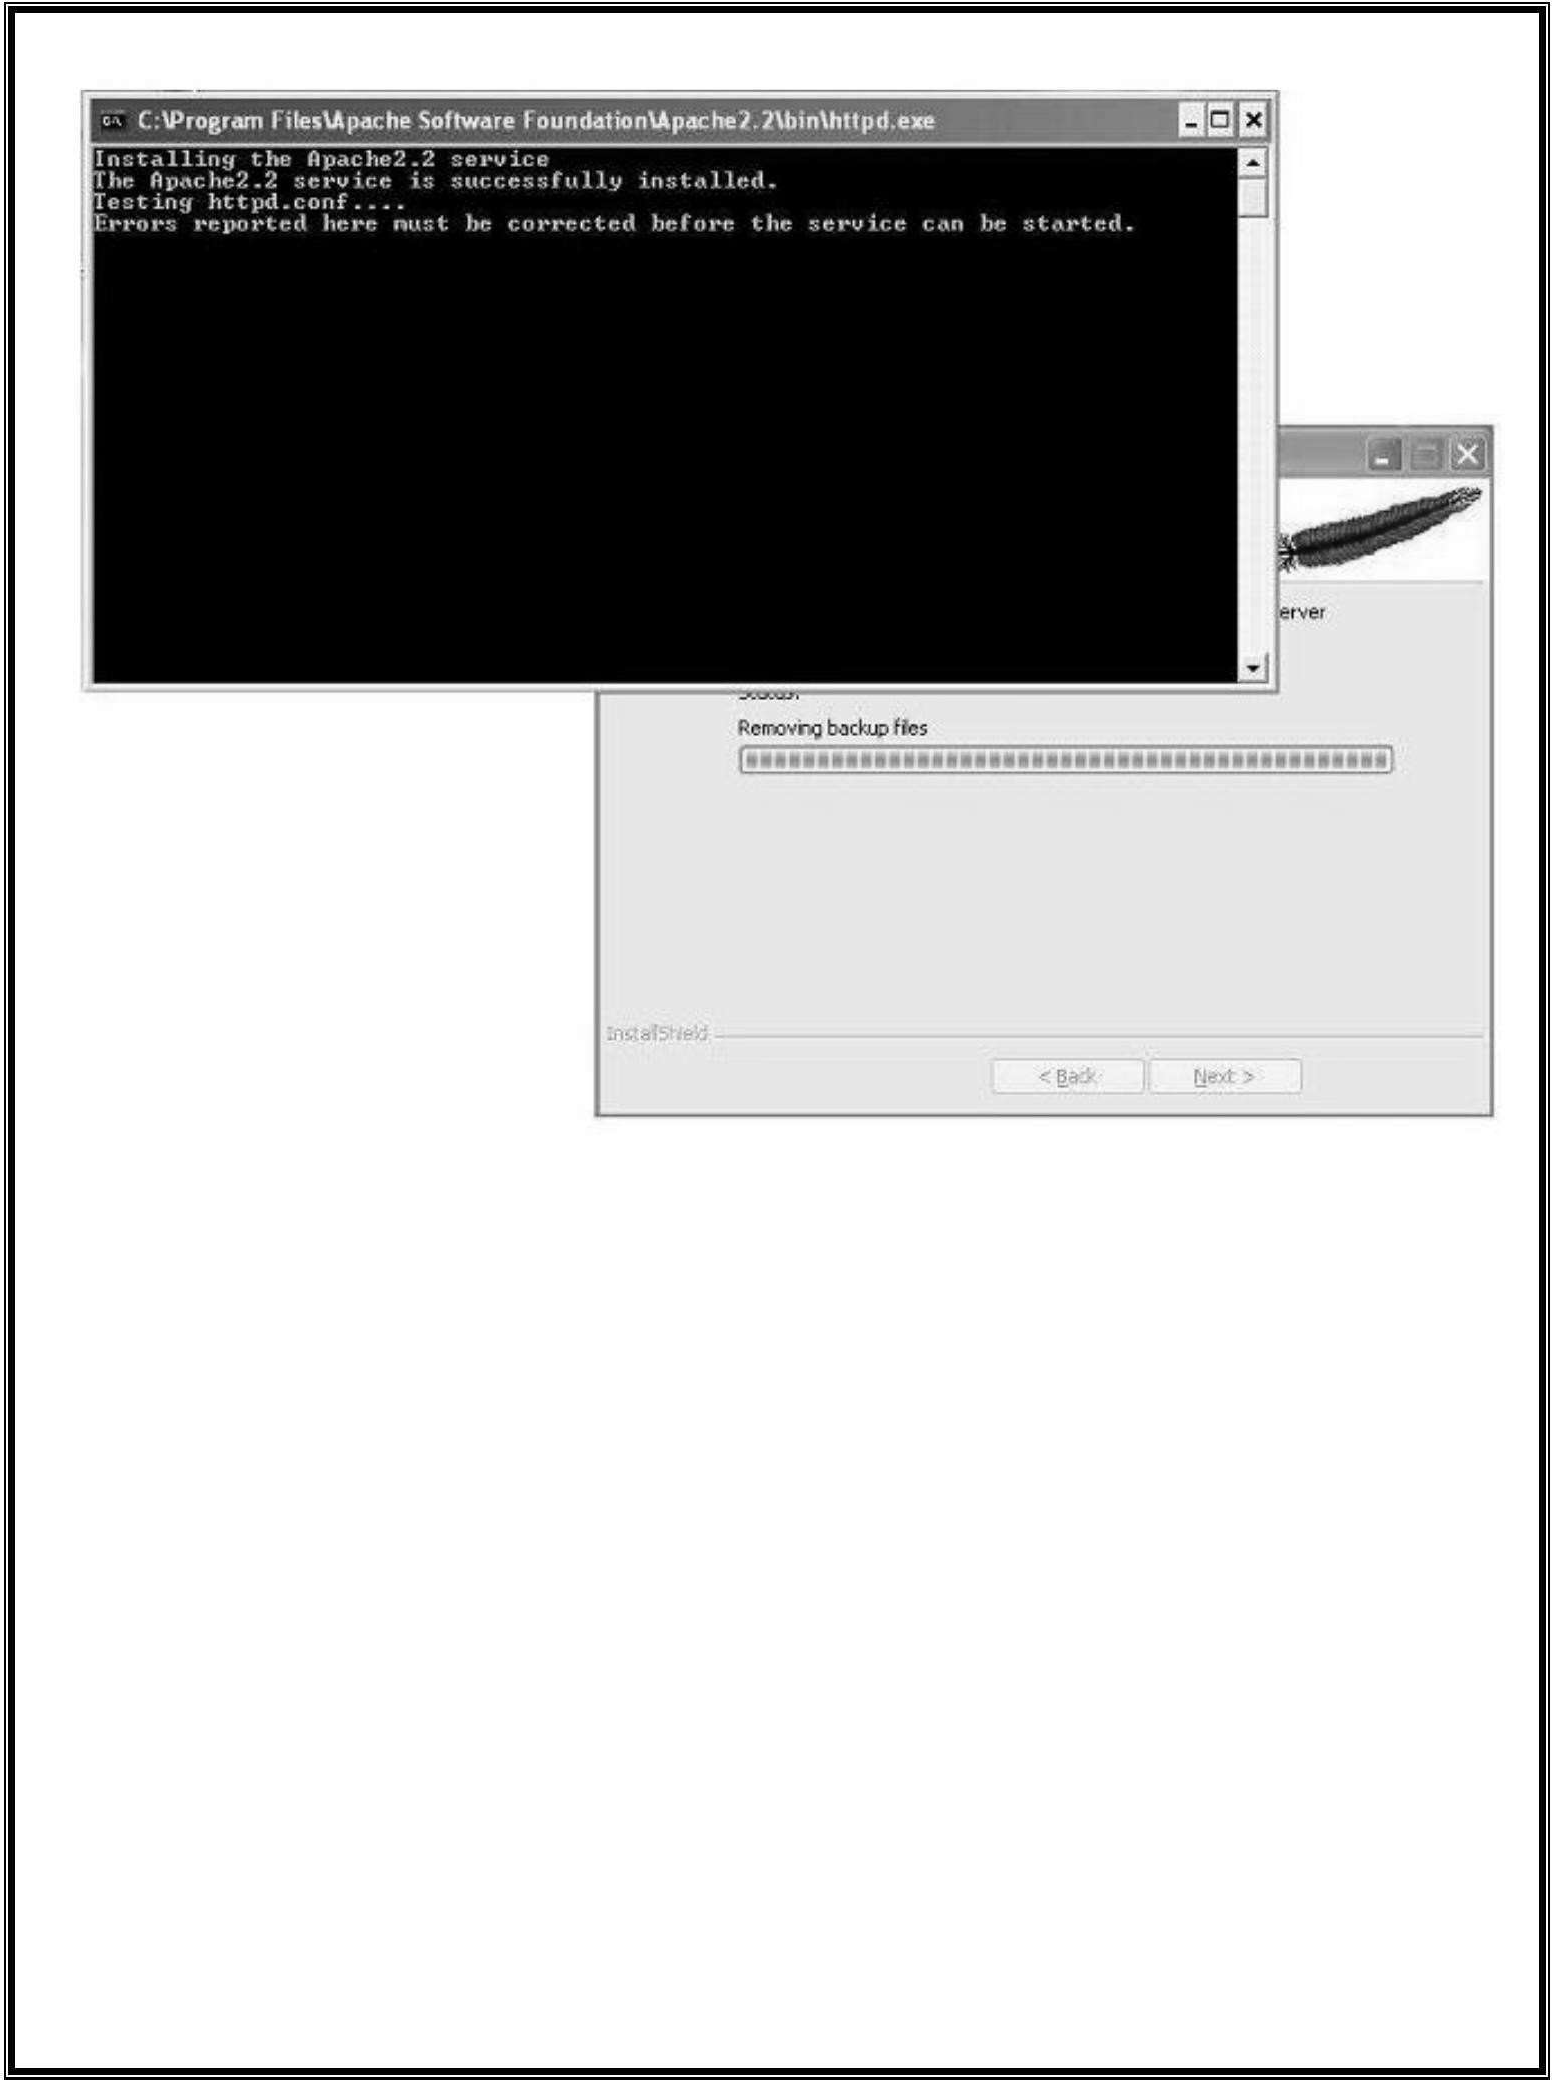 C:\Program Files\Apache Software Foundation\Apache2.2\bin\httpd.exe
Installing the Apache2.2 service
The Apache2.2 service is successfully installed.
Testing httpd.conf....
Errors reported here must be corrected before the service can be started.
erver
Removing backup files
InstallShield
< Back
Next >